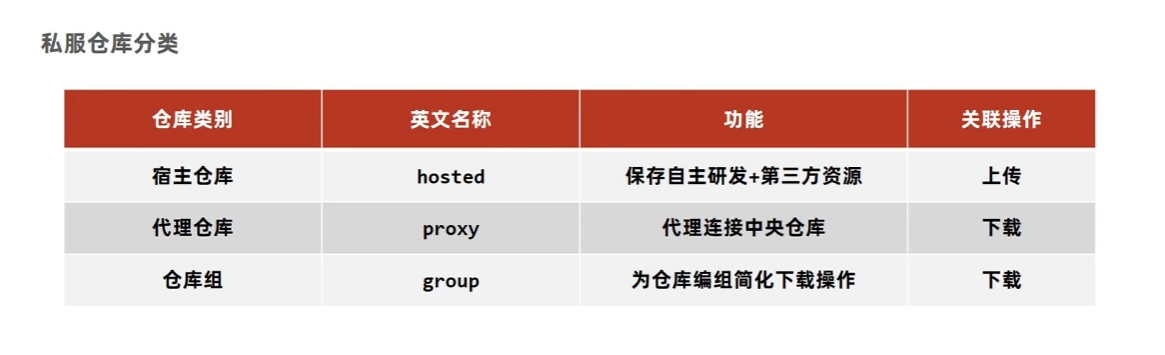 私服仓库分类
仓库类别 英文名称 功能 关联操作
宿主仓库 hosted 保存自主研发+第三方资源 上传
代理仓库 proxy 代理连接中央仓库 下载
仓库组 group 为仓库编组简化下载操作 下载